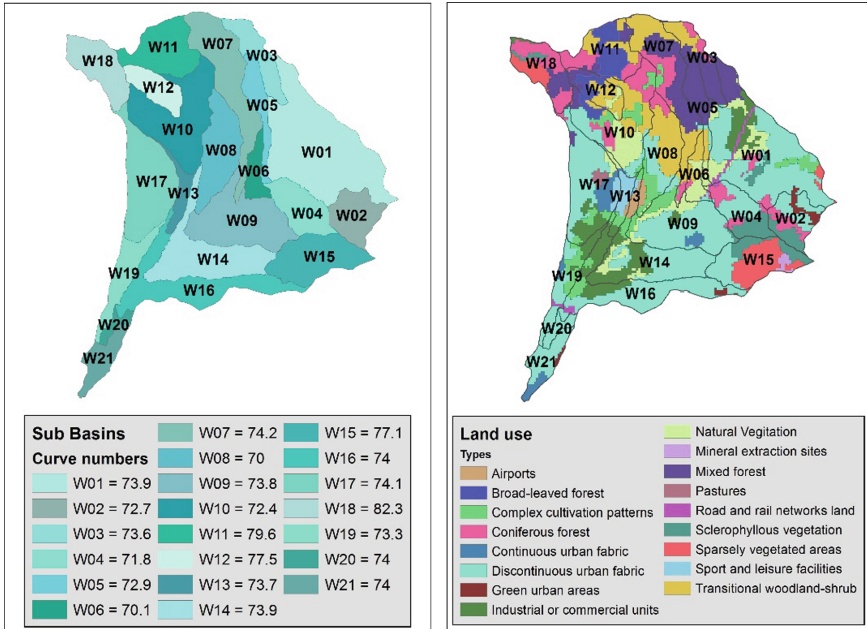 W11
W07
W03
W18
W12
W05
W10
W08
W01
W06
W17
W13
W04
W02
W09
W14
W15
W19
W16
W20
W21
Sub Basins
Curve numbers
W01 = 73.9
W02 = 72.7
W03 = 73.6
W04 = 71.8
W05 = 72.9
W06 = 70.1
W07 = 74.2
W08 = 70
W09 = 73.8
W10 = 72.4
W11 = 79.6
W12 = 77.5
W13 = 73.7
W14 = 73.9
W15 = 77.1
W16 = 74
W17 = 74.1
W18 = 82.3
W19 = 73.3
W20 = 74
W21 = 74
W11
W07
W03
W18
W12
W05
W10
W08
W01
W06
W17
W13
W04
W02
W09
W14
W15
W19
W16
W20
W21
Land use
Types
Airports
Broad-leaved forest
Complex cultivation patterns
Coniferous forest
Continuous urban fabric
Discontinuous urban fabric
Green urban areas
Industrial or commercial units
Natural Vegitation
Mineral extraction sites
Mixed forest
Pastures
Road and rail networks land
Sclerophyllous vegetation
Sparsely vegetated areas
Sport and leisure facilities
Transitional woodland-shrub